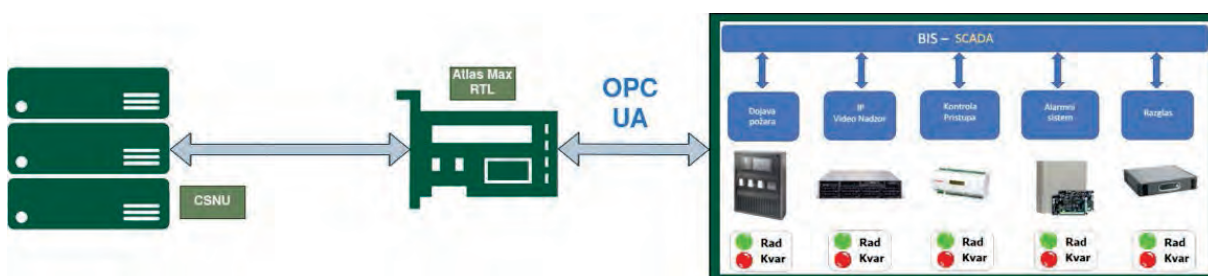 CSNU
Atlas Max
RTL
OPC
UA
BIS – SCADA
Dojava
požara
IP
Video Nadzor
Kontrola
Pristupa
Alarmni
sistem
Razglas
Rad
Kvar
Rad
Kvar
Rad
Kvar
Rad
Kvar
Rad
Kvar